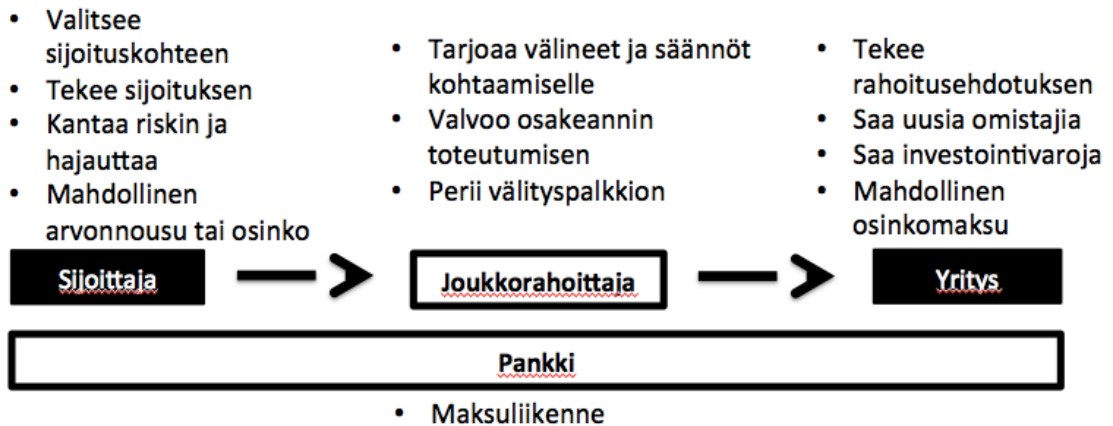 • Valitsee
sijoituskohteen
• Tekee sijoituksen
• Kantaa riskin ja
hajauttaa
• Mahdollinen
arvonnousu tai osinko
• Tarjoaa välineet ja säännöt
kohtaamiselle
• Valvoo osakeannin
toteutumisen
• Perii välityspalkkion
• Tekee
rahoitusehdotuksen
• Saa uusia omistajia
• Saa investointivaroja
• Mahdollinen
osinkomaksu
Sijoittaja
Joukkorahoittaja
Yritys
Pankki
• Maksuliikenne